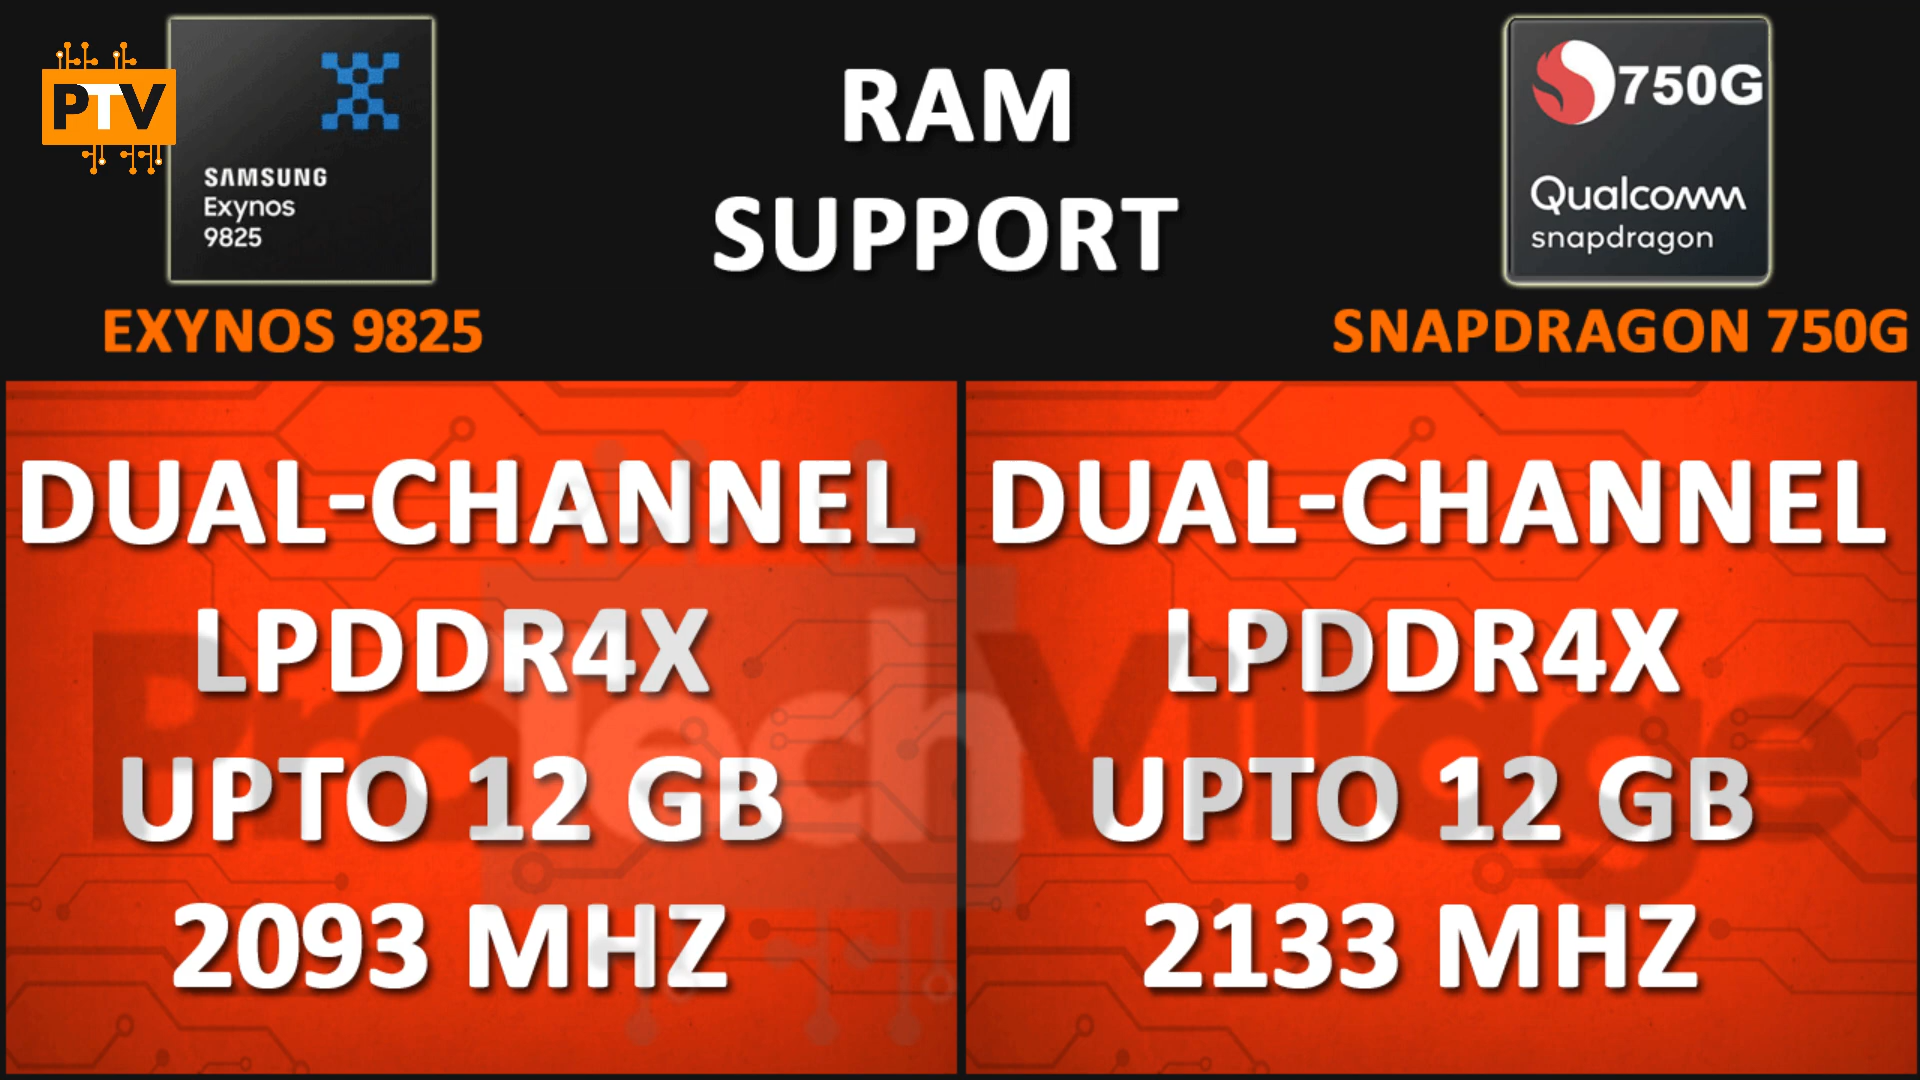 PTV
SAMSUNG
Exynos
9825
EXYNOS 9825
RAM
SUPPORT
750G
Qualcomm
snapdragon
SNAPDRAGON 750G
DUAL-CHANNEL
LPDDR4X
UPTO 12 GB
2093 MHZ
DUAL-CHANNEL
LPDDR4X
UPTO 12 GB
2133 MHZ
ProTechVillage